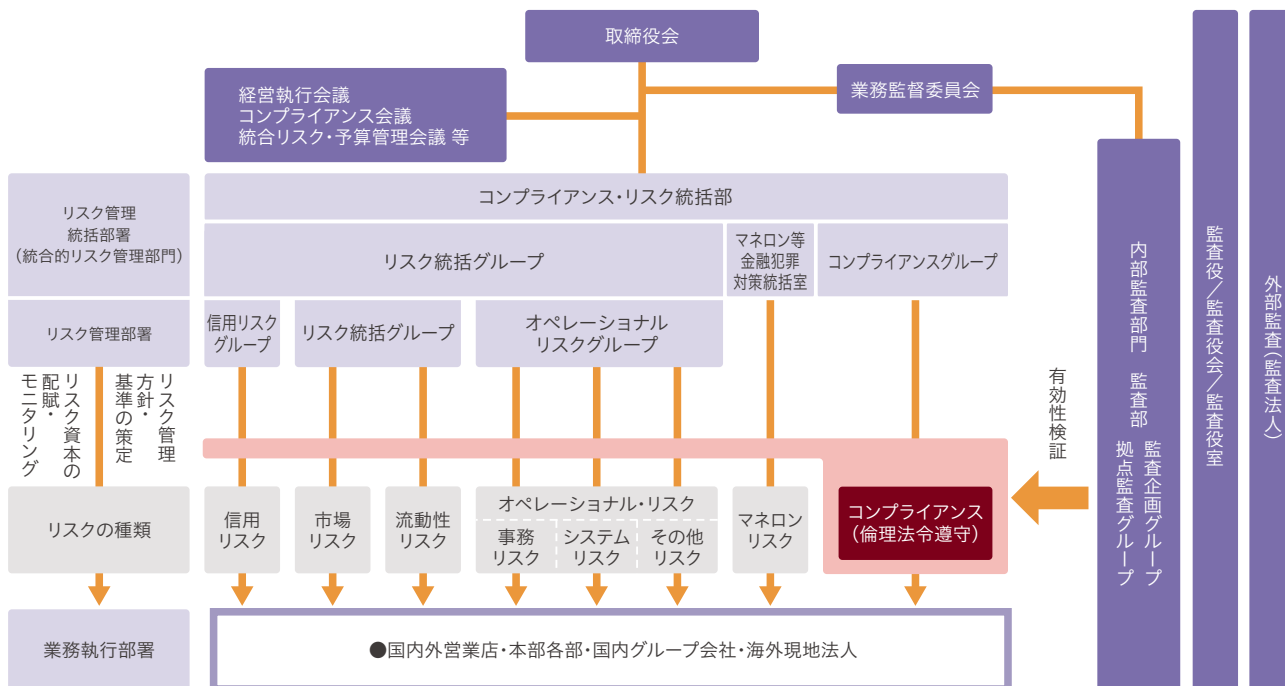 取締役会
業務監督委員会
経営執行会議
コンプライアンス会議
統合リスク・予算管理会議 等
リスク管理
統括部署
(統合的リスク管理部門)
コンプライアンス・リスク統括部
リスク統括グループ
マネロン等
金融犯罪
対策統括室
コンプライアンスグループ
リスク管理部署
信用リスク
グループ
リスク統括グループ
オペレーショナル
リスクグループ
リスク管理
方針・
基準の策定
リスク資本の
配賦・
モニタリング
リスクの種類
信用
リスク
市場
リスク
流動性
リスク
オペレーショナル・リスク
事務
リスク
システム
リスク
その他
リスク
マネロン
リスク
コンプライアンス
(倫理法令遵守)
有効性検証
業務執行部署
●国内外営業店・本部各部・国内グループ会社・海外現地法人
内部監査部門 監査部
監査企画グループ
拠点監査グループ
監査役/監査役会/監査役室
外部監査(監査法人)